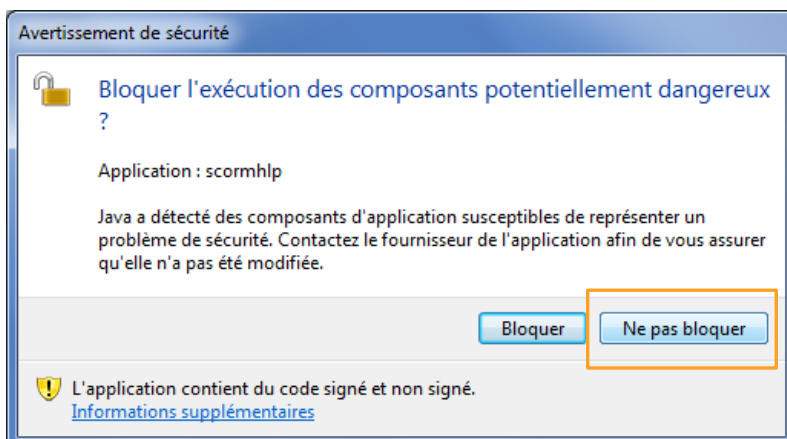 Avertissement de sécurité
Bloquer l'exécution des composants potentiellement dangereux
?
Application : scormhlp
Java a détecté des composants d'application susceptibles de représenter un
problème de sécurité. Contactez le fournisseur de l'application afin de vous assurer
qu'elle n'a pas été modifiée.
Bloquer
Ne pas bloquer
L'application contient du code signé et non signé.
Informations supplémentaires